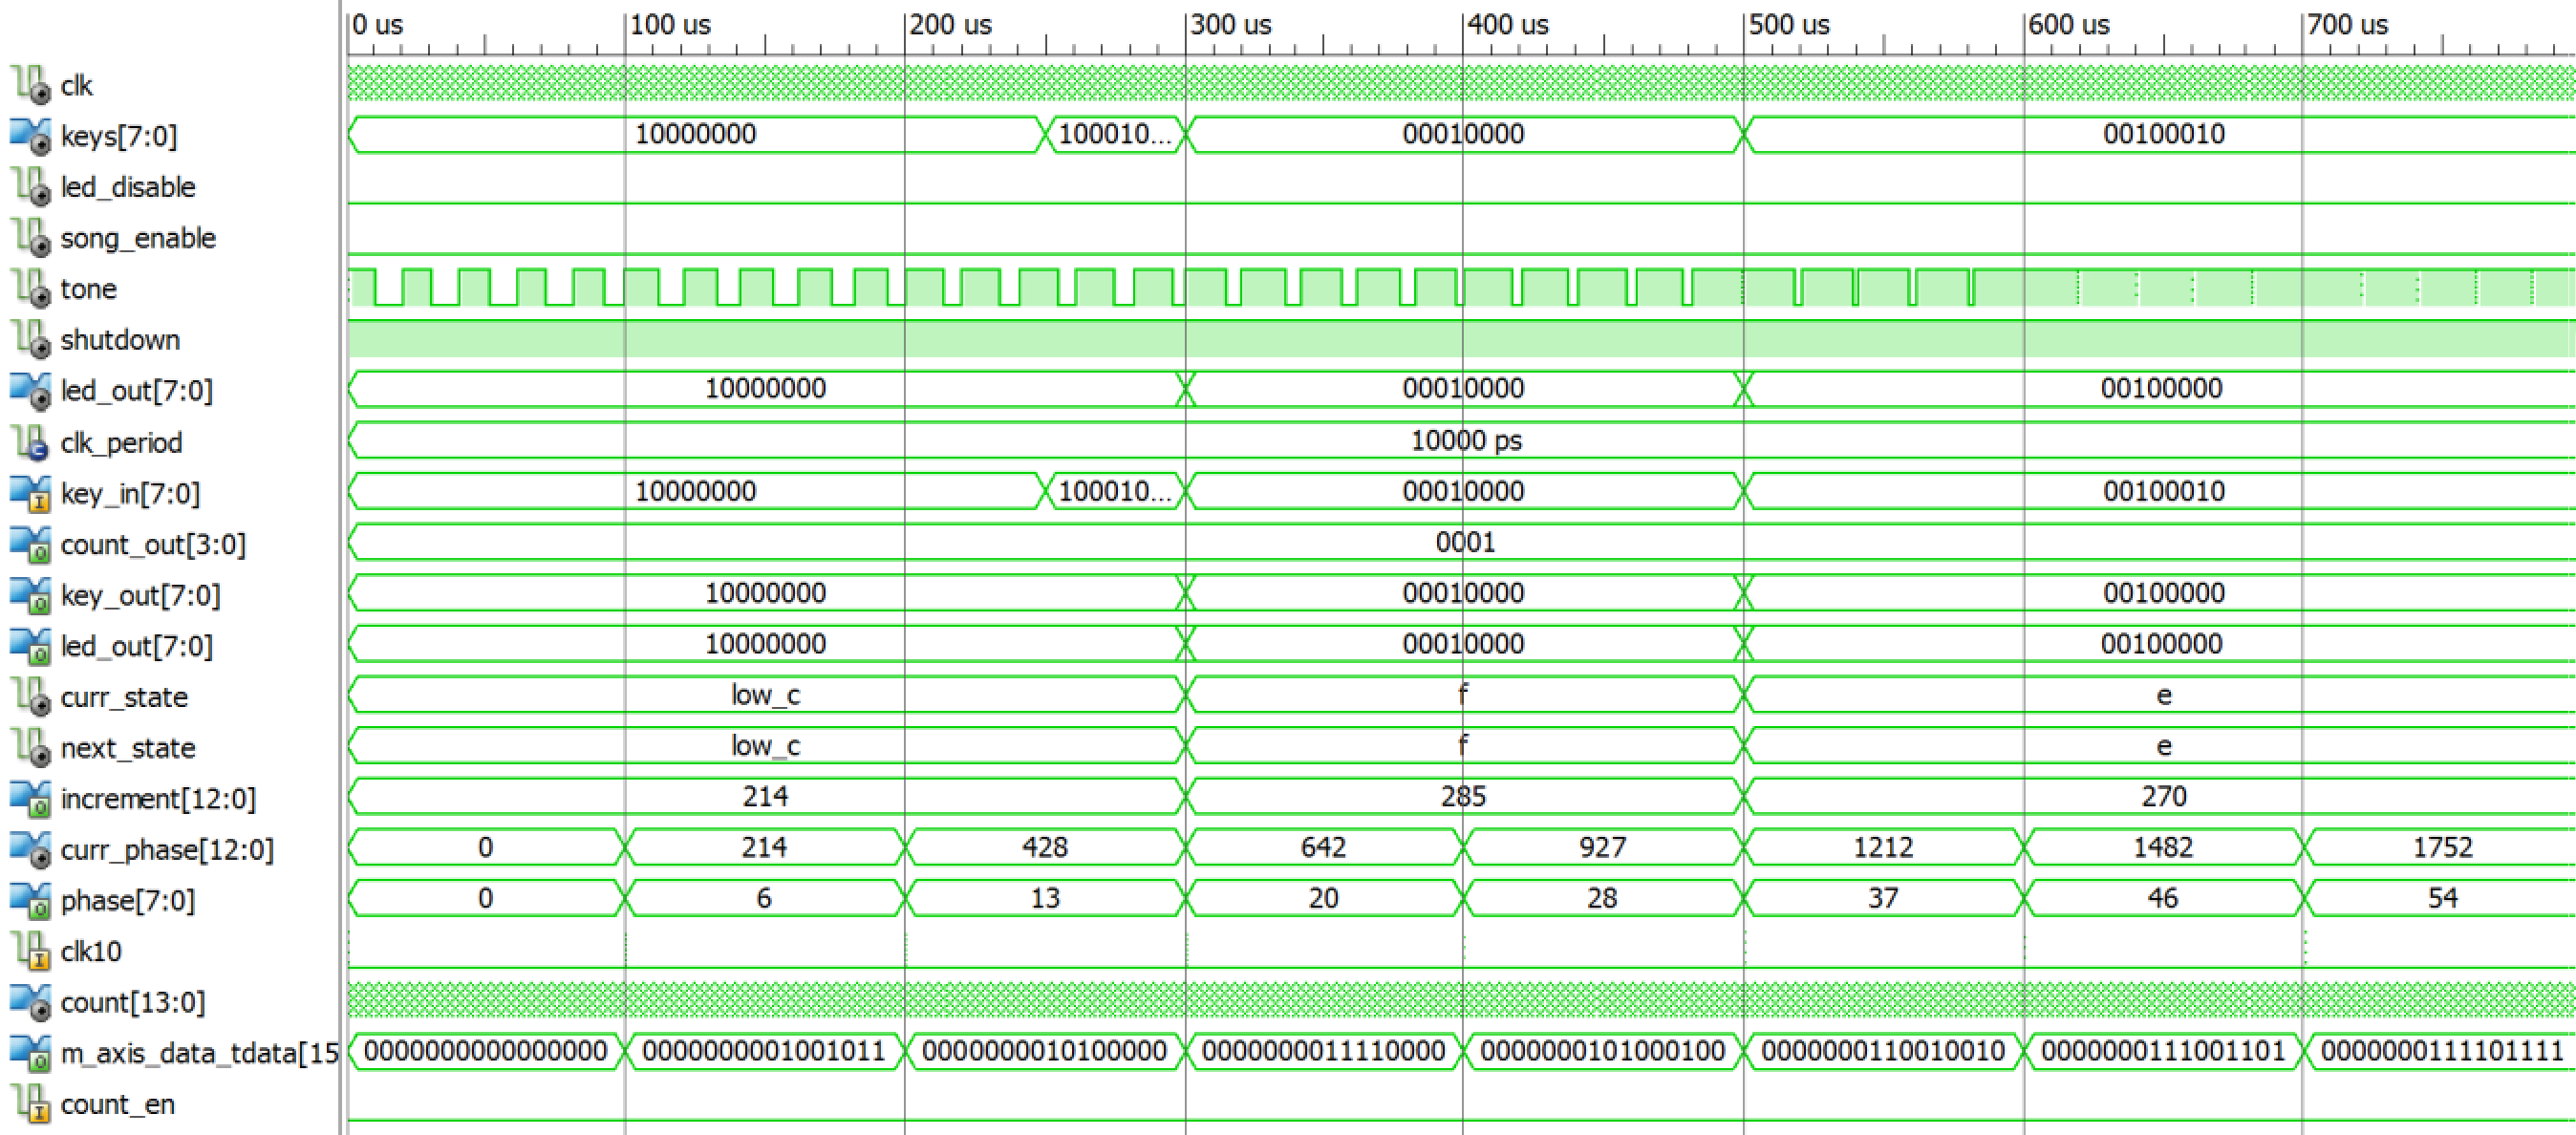 0 us 100 us 200 us 300 us 400 us 500 us 600 us 700 us
clk
keys[7:0] 10000000 100010... 00010000 00100010
led_disable
song_enable
tone
shutdown
led_out[7:0] 10000000 00010000 00100000
clk_period 10000 ps
key_in[7:0] 10000000 100010... 00010000 00100010
count_out[3:0] 0001
key_out[7:0] 10000000 00010000 00100000
led_out[7:0] 10000000 00010000 00100000
curr_state low_c f e
next_state low_c f e
increment[12:0] 214 285 270
curr_phase[12:0] 0 214 428 642 927 1212 1482 1752
phase[7:0] 0 6 13 20 28 37 46 54
clk10
count[13:0]
m_axis_data_tdata[15 0000000000000000 0000000001001011 0000000010100000 0000000011110000 0000000101000100 0000000110010010 0000000111001101 0000000111101111
count_en